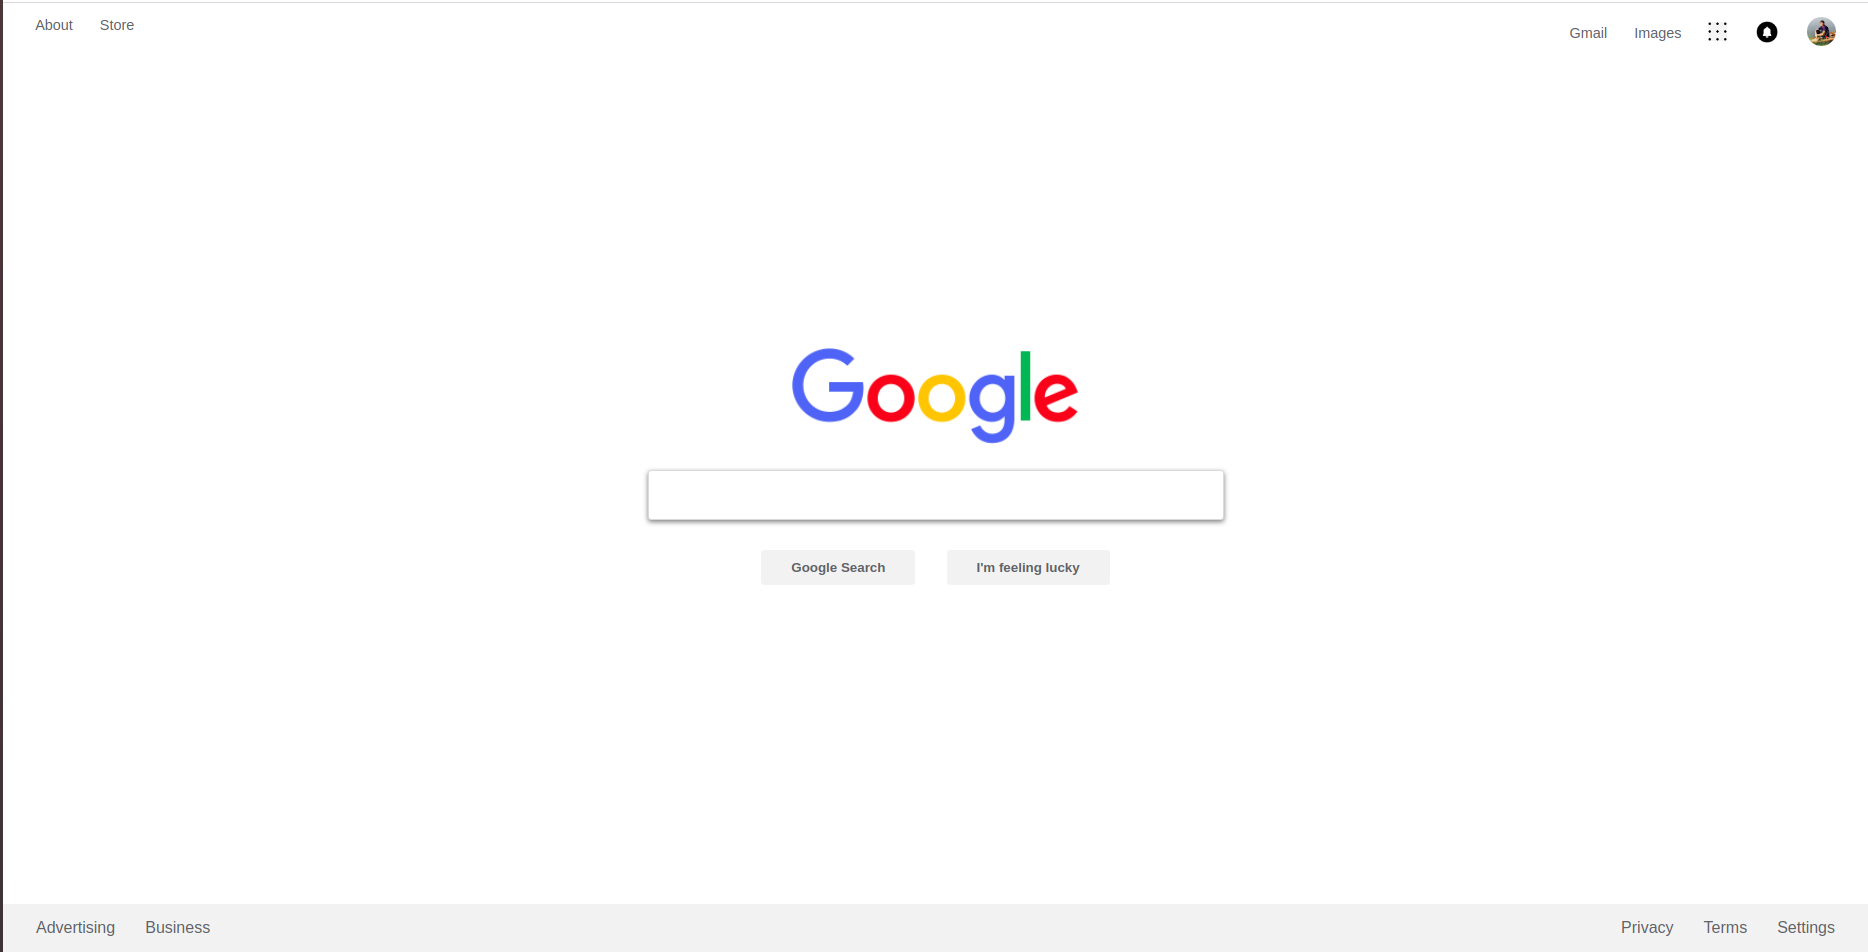 About Store
Gmail Images
Google
Google Search I'm feeling lucky
Advertising Business
Privacy Terms Settings